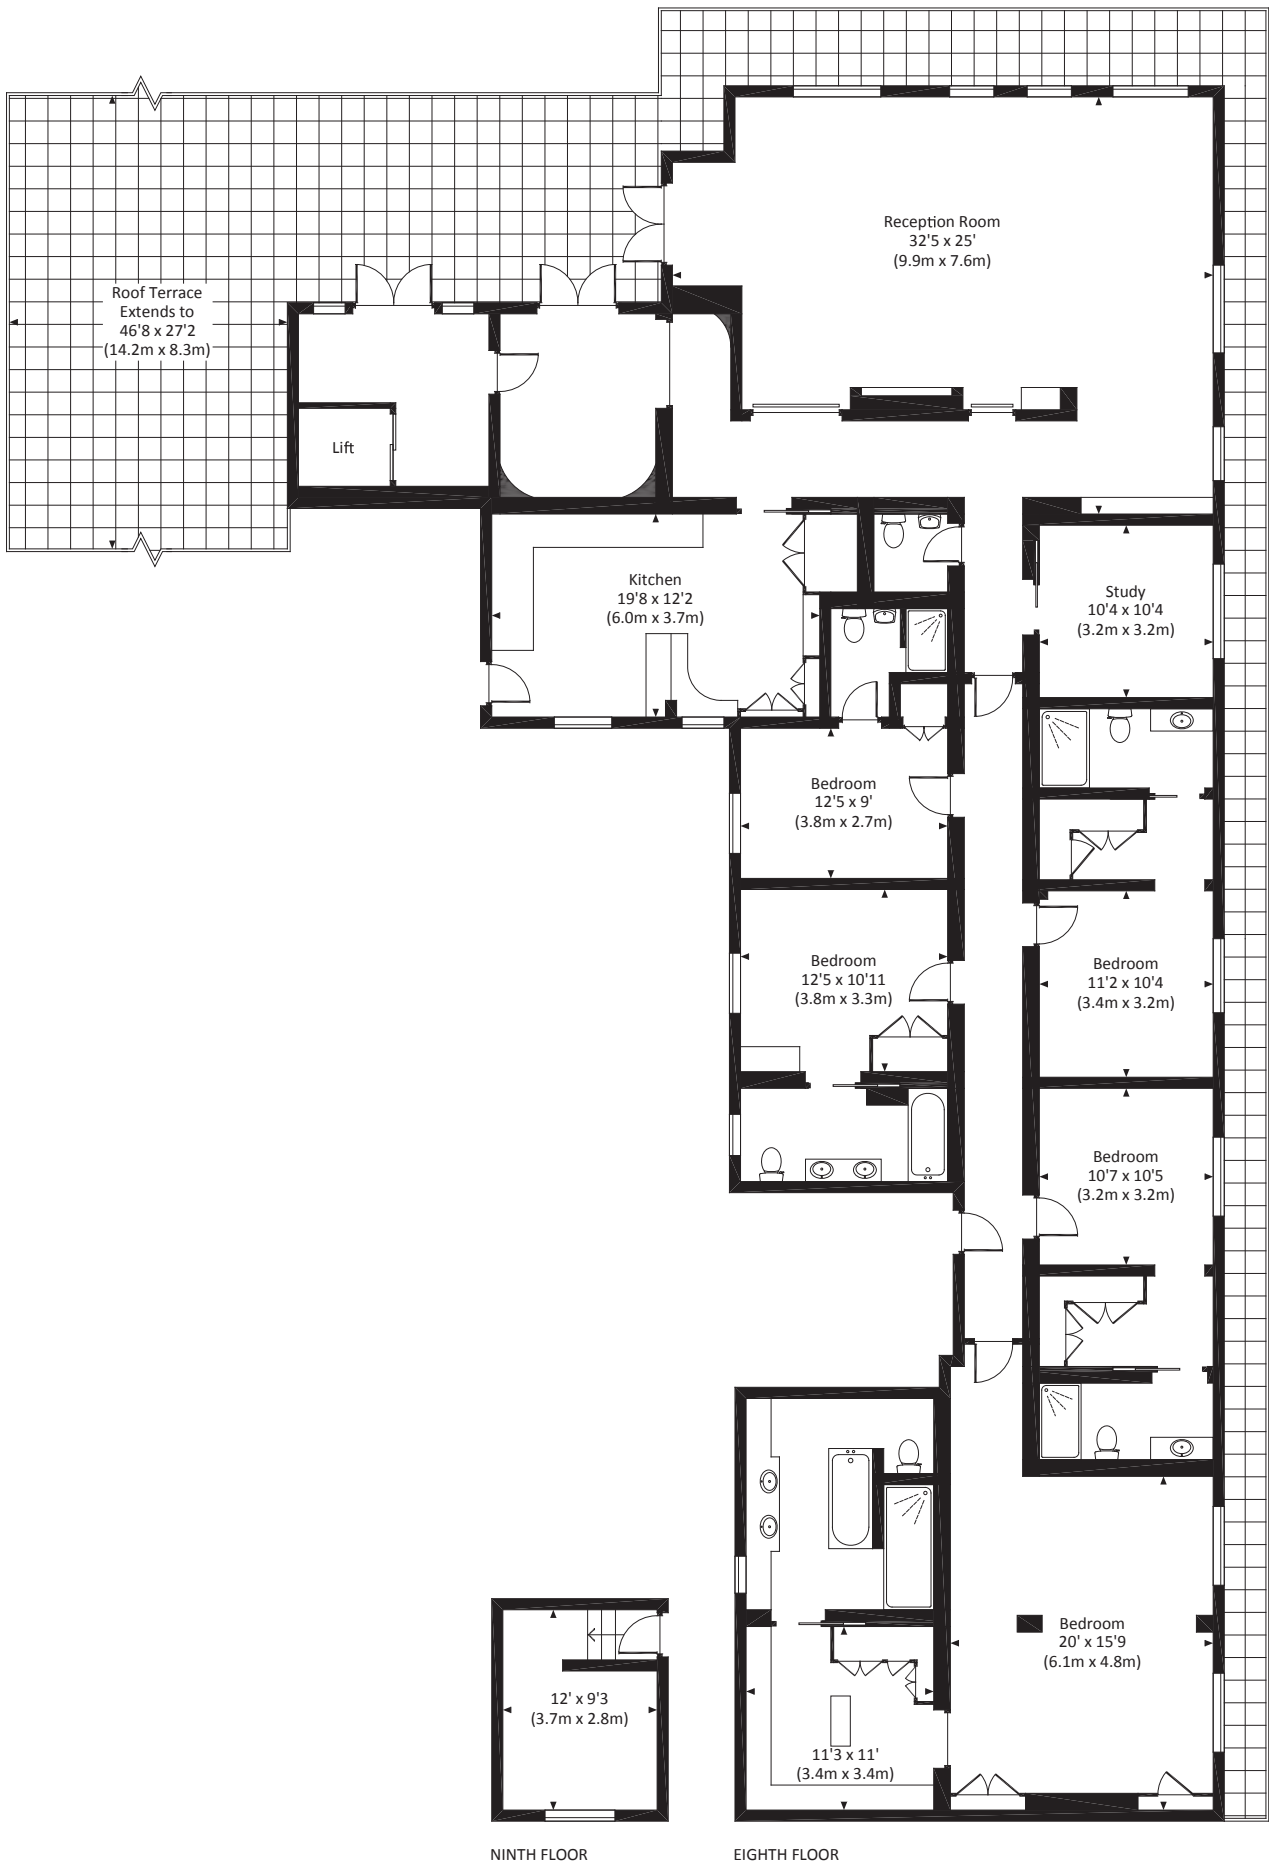 Reception Room
32'5 x 25'
(9.9m x 7.6m)
Roof Terrace
Extends to
46'8 x 27'2
(14.2m x 8.3m)
Lift
Kitchen
19'8 x 12'2
(6.0m x 3.7m)
Study
10'4 x 10'4
(3.2m x 3.2m)
Bedroom
12'5 x 9'
(3.8m x 2.7m)
Bedroom
12'5 x 10'11
(3.8m x 3.3m)
Bedroom
11'2 x 10'4
(3.4m x 3.2m)
Bedroom
10'7 x 10'5
(3.2m x 3.2m)
Bedroom
20' x 15'9
(6.1m x 4.8m)
12' x 9'3
(3.7m x 2.8m)
11'3 x 11'
(3.4m x 3.4m)
NINTH FLOOR
EIGHTH FLOOR